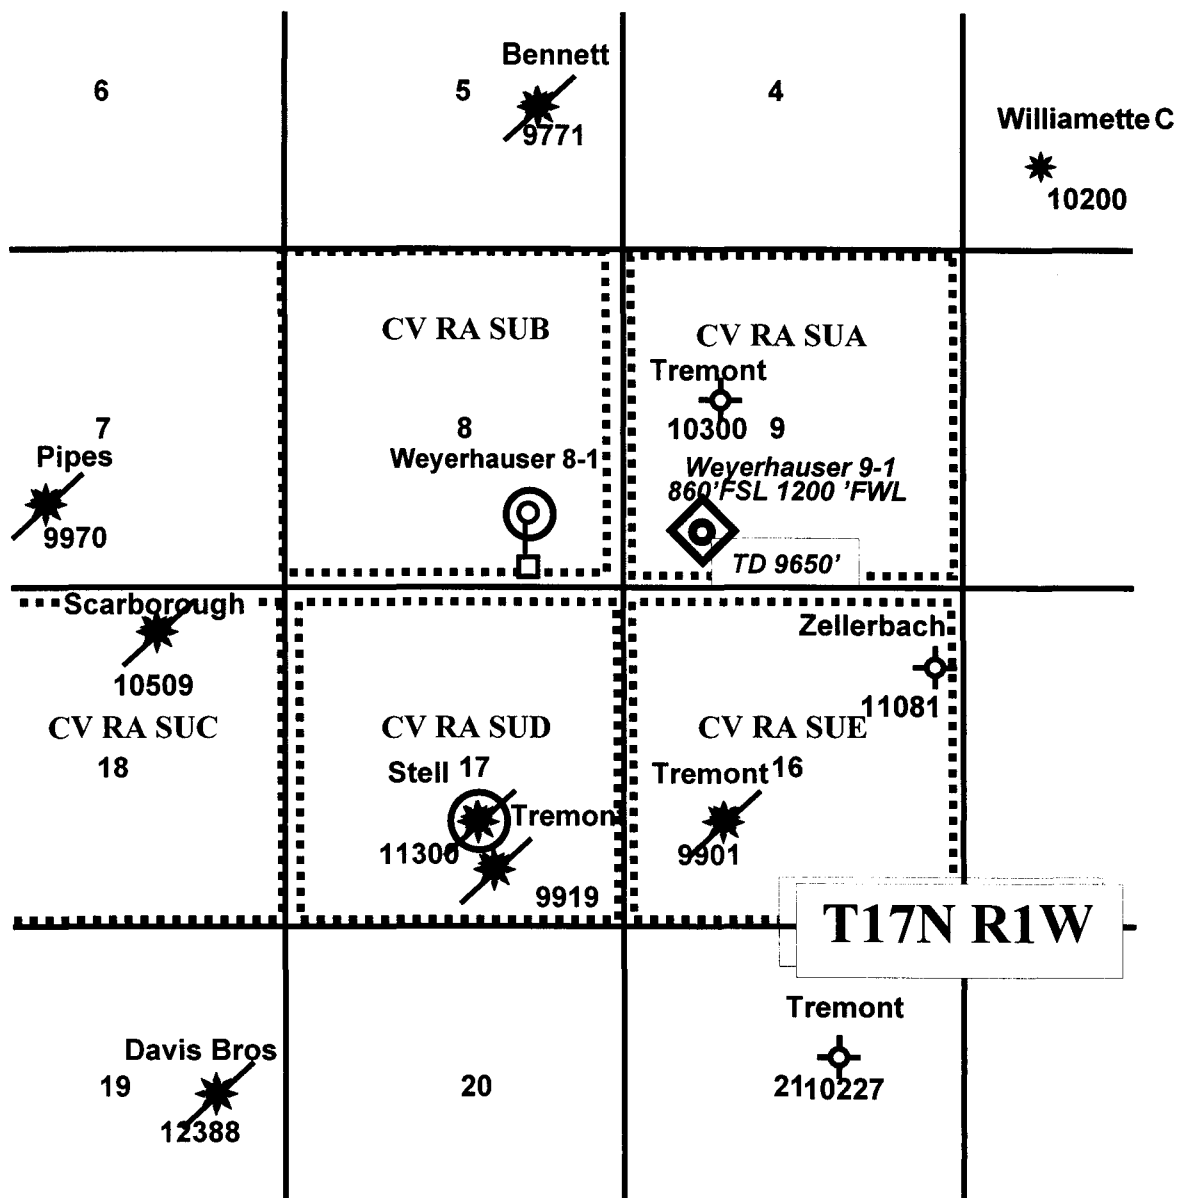 Bennett
6
5
4
9771
Williamette C
10200
CV RA SUB
CV RA SUA
Tremont
10300 9
7
8
Pipes
Weyerhauser 8-1
Weyerhauser 9-1
860'FSL 1200 'FWL
9970
TD 9650'
Scarborough
Zellerbach
10509
11081
CV RA SUC
CV RA SUD
CV RA SUE
18
Stell 17
Tremont 16
Tremont
11300
9901
9919
T17N R1W
Tremont
Davis Bros
19
20
21 10227
12388